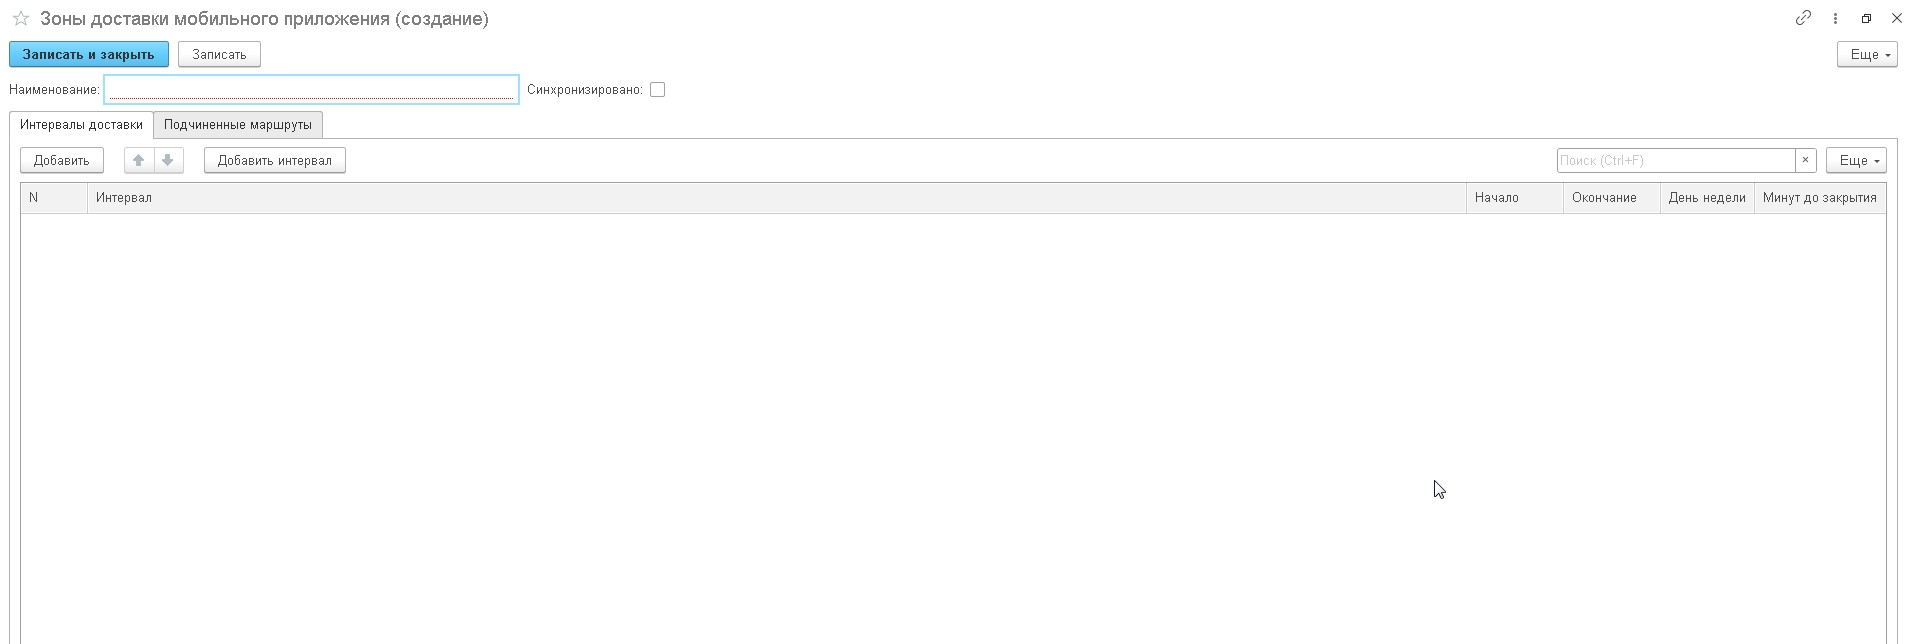 Зоны доставки мобильного приложения (создание)
Записать и закрыть Записать Еще
Наименование: Синхронизировано:
Интервалы доставки Подчиненные маршруты
Добавить Добавить интервал Поиск (Ctrl+F) × Еще
N Интервал Начало Окончание День недели Минут до закрытия